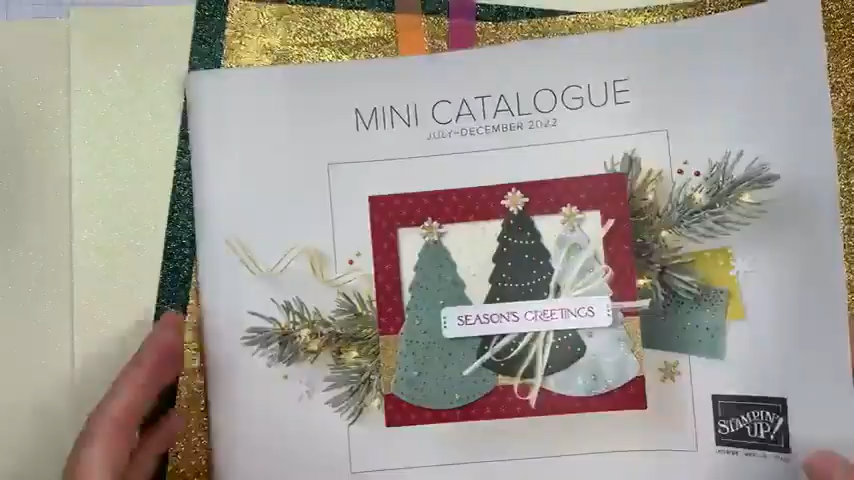 MINI CATALOGUE
JULY–DECEMBER 2022
SEASON'S GREETINGS
STAMPIN' UP!